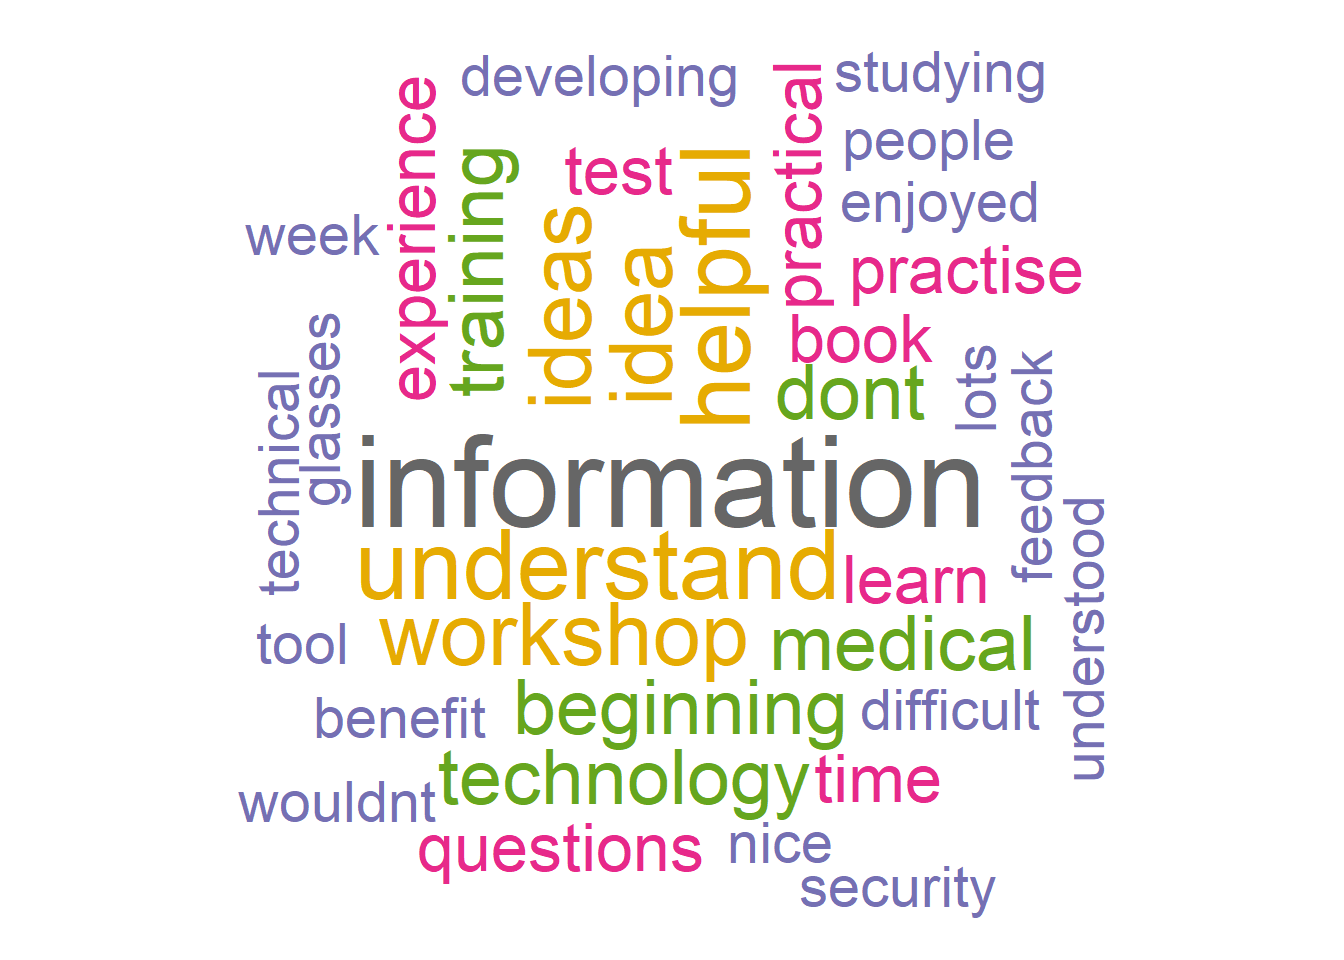 developing
studying
people
enjoyed
practical
test
helpful
experience
training
ideas
idea
week
practise
book
dont
lots
feedback
glasses
technical
information
understand
learn
understood
tool
workshop
medical
benefit
beginning
difficult
technology
time
wouldnt
questions
nice
security